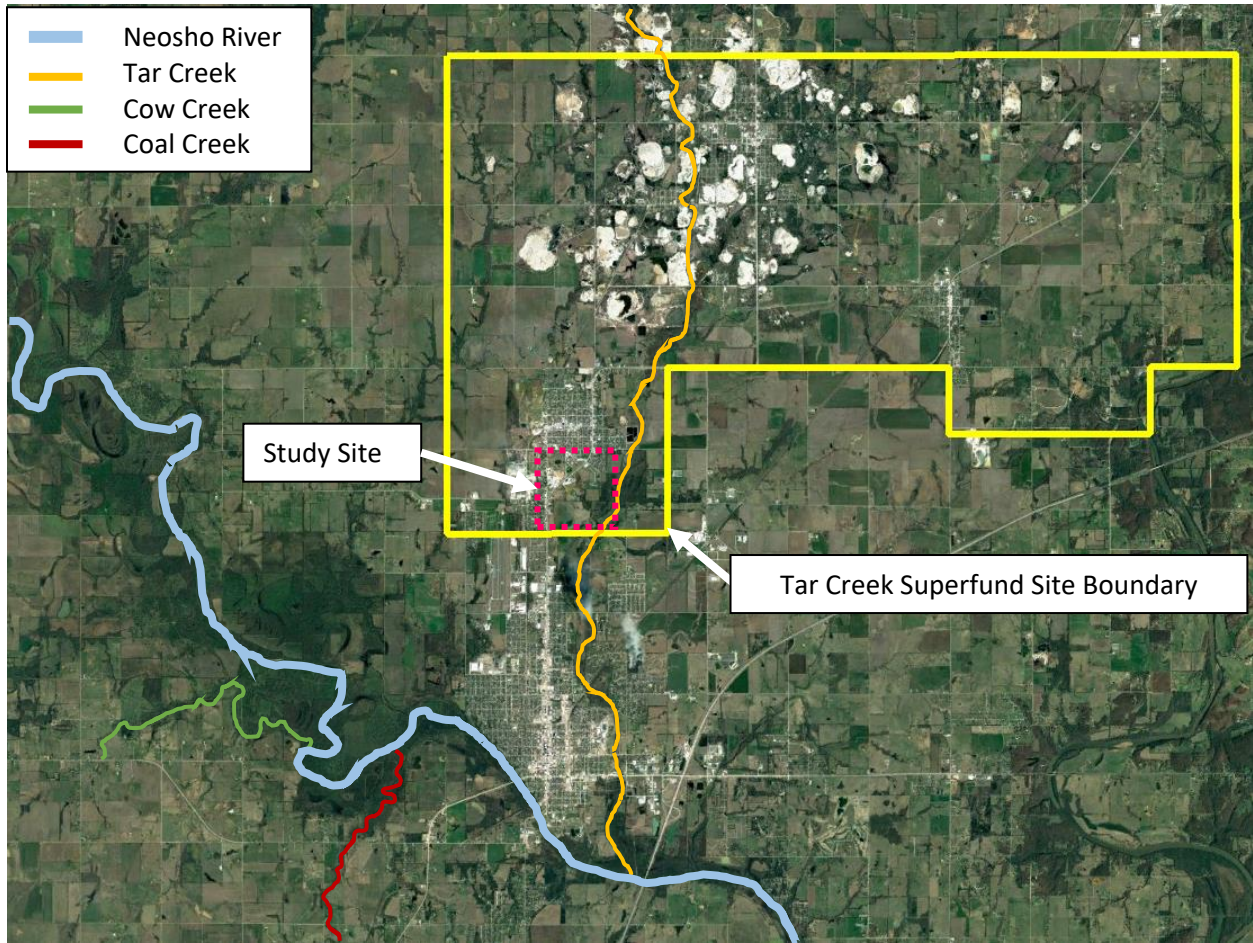 Neosho River
Tar Creek
Cow Creek
Coal Creek
Study Site
Tar Creek Superfund Site Boundary